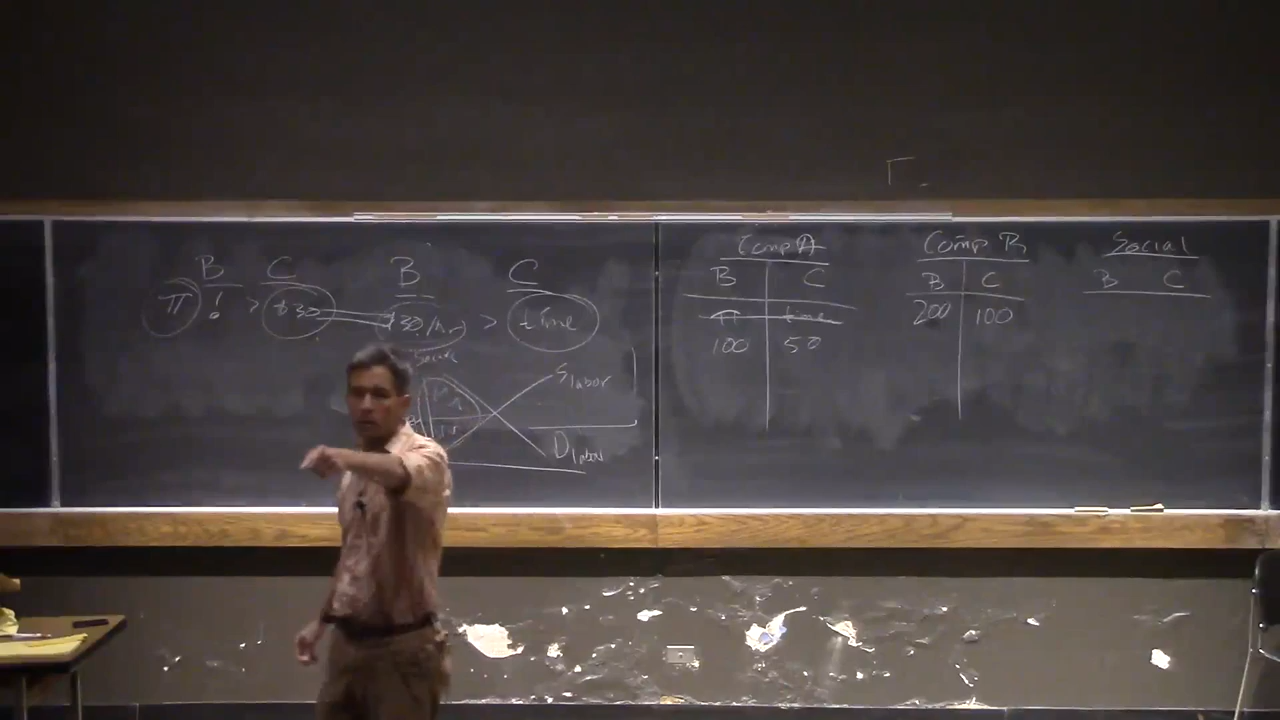 B C B C
π ! > $30 $30/hr > time
S labor
D labor
Comp A
B C
π time
100 50
Comp B
B C
200 100
Social
B C